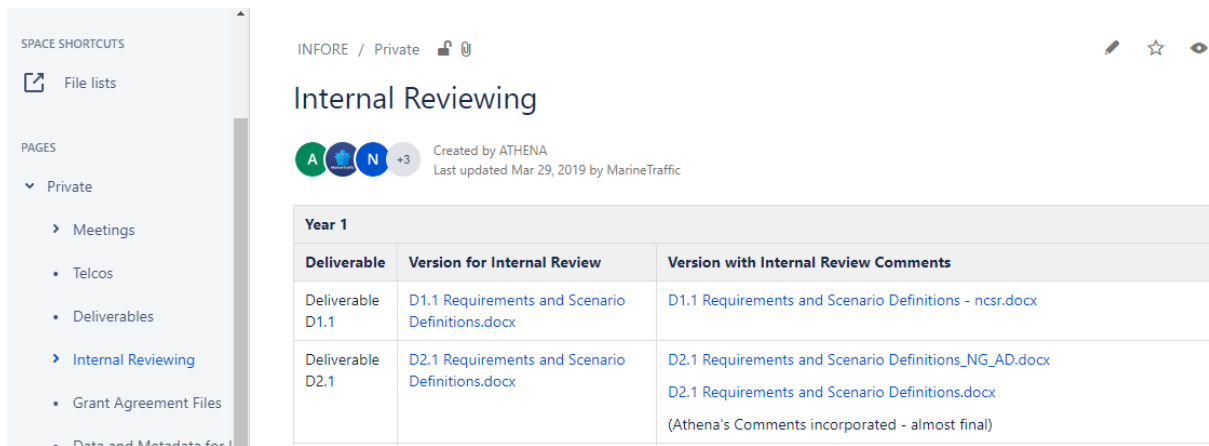 SPACE SHORTCUTS
File lists
PAGES
Private
Meetings
Telcos
Deliverables
Internal Reviewing
Grant Agreement Files
Data and Metadata for
INFORE / Private
Internal Reviewing
A
N
+3
Created by ATHENA
Last updated Mar 29, 2019 by MarineTraffic
Year 1
Deliverable Version for Internal Review Version with Internal Review Comments
Deliverable D1.1 Requirements and Scenario D1.1 Requirements and Scenario Definitions - ncsr.docx
D1.1 Definitions.docx
Deliverable D2.1 Requirements and Scenario D2.1 Requirements and Scenario Definitions_NG_AD.docx
D2.1 Definitions.docx
D2.1 Requirements and Scenario Definitions.docx
(Athena's Comments incorporated - almost final)